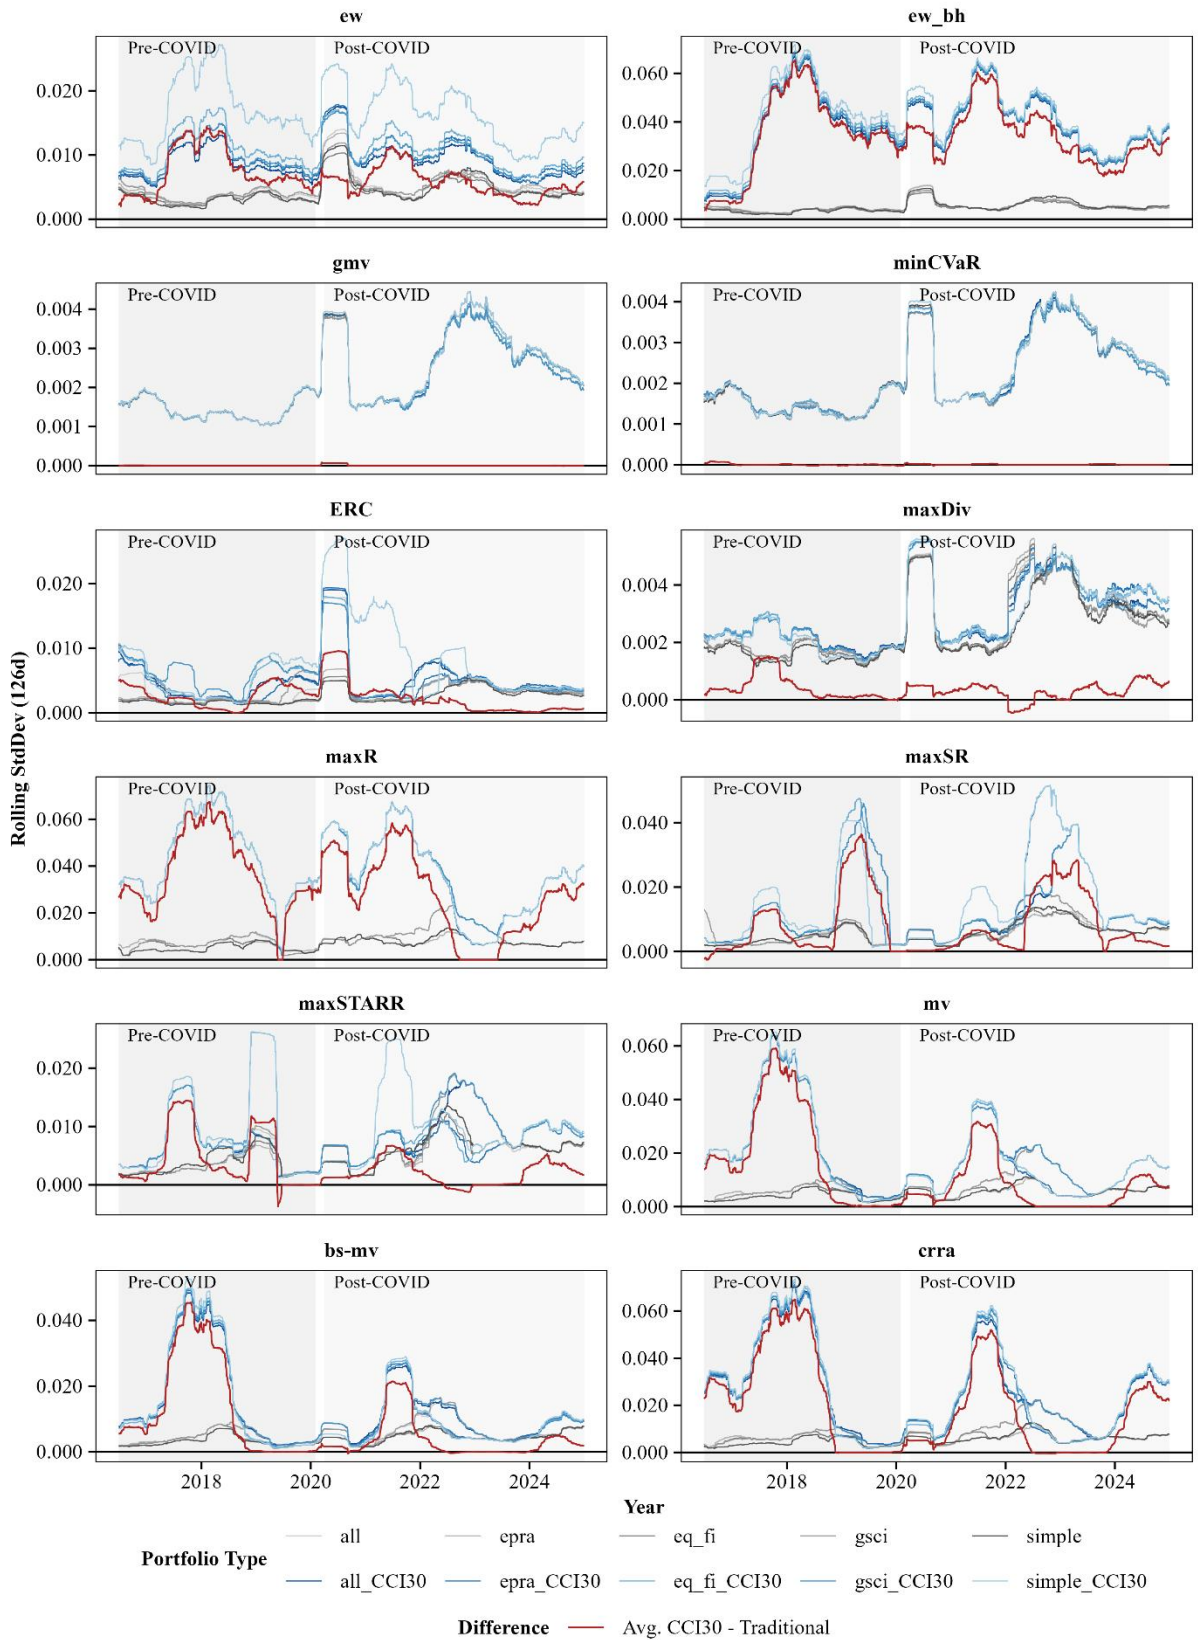 ew
ew_bh
Pre-COVID
Post-COVID
0.020
0.010
0.000
Pre-COVID
Post-COVID
0.060
0.040
0.020
0.000
gmv
minCVaR
Pre-COVID
Post-COVID
0.004
0.003
0.002
0.001
0.000
Pre-COVID
Post-COVID
0.004
0.003
0.002
0.001
0.000
ERC
maxDiv
Pre-COVID
Post-COVID
0.020
0.010
0.000
Pre-COVID
Post-COVID
0.004
0.002
0.000
Rolling StdDev (126d)
maxR
maxSR
Pre-COVID
Post-COVID
0.060
0.040
0.020
0.000
Pre-COVID
Post-COVID
0.040
0.020
0.000
maxSTARR
mv
Pre-COVID
Post-COVID
0.020
0.010
0.000
Pre-COVID
Post-COVID
0.060
0.040
0.020
0.000
bs-mv
crra
Pre-COVID
Post-COVID
0.040
0.020
0.000
Pre-COVID
Post-COVID
0.060
0.040
0.020
0.000
2018 2020 2022 2024
2018 2020 2022 2024
Year
Portfolio Type
all epra eq_fi gsci simple
all_CCI30 epra_CCI30 eq_fi_CCI30 gsci_CCI30 simple_CCI30
Difference Avg. CCI30 - Traditional